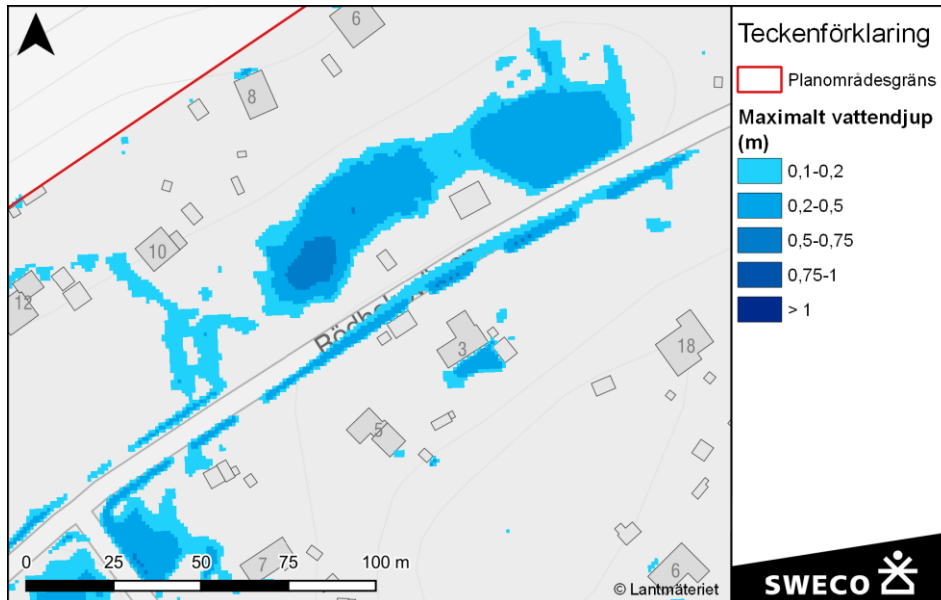 6
8
10
12
3
18
5
7
6
0 25 50 75 100 m
© Lantmäteriet
Teckenförklaring
Planområdesgräns
Maximalt vattendjup
(m)
0,1-0,2
0,2-0,5
0,5-0,75
0,75-1
> 1
SWECO